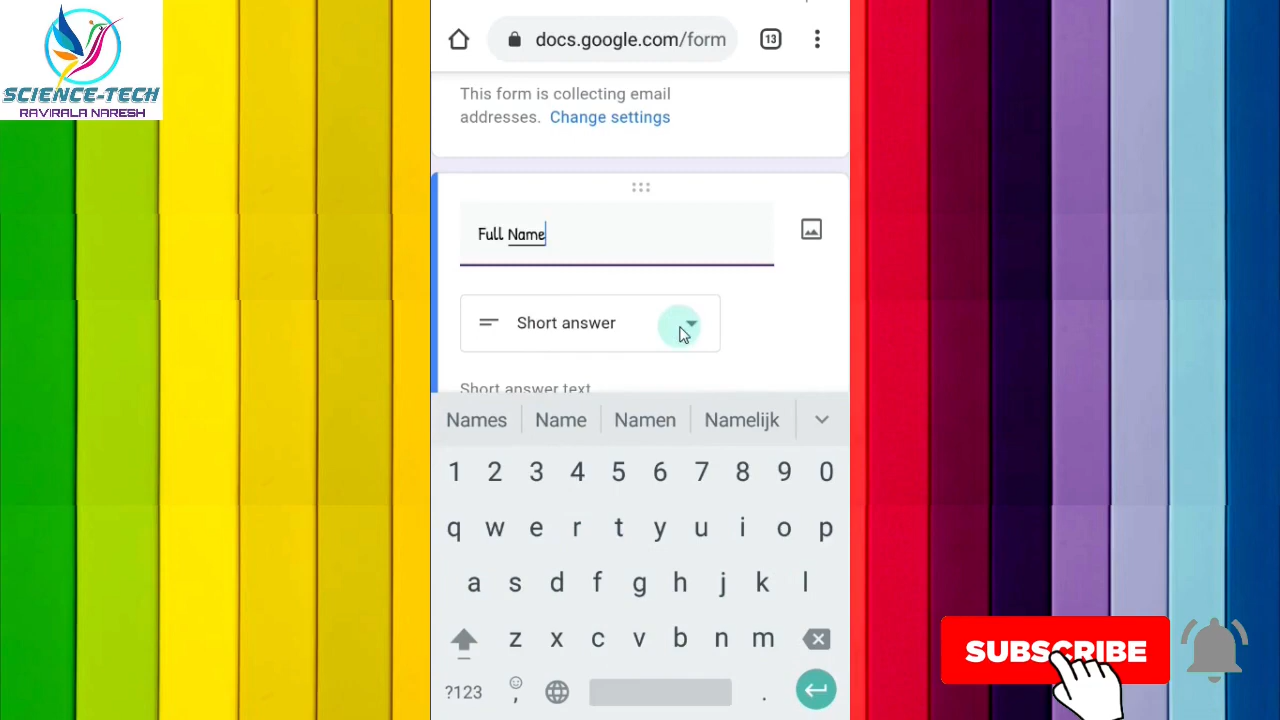 SCIENCE-TECH
RAVIRALA NARESH
docs.google.com/form
13
This form is collecting email
addresses. Change settings
Full Name
Short answer
Short answer text
Names Name Namen Namelijk
1 2 3 4 5 6 7 8 9 0
q w e r t y u i o p
a s d f g h j k l
z x c v b n m
?123 , .
SUBSCRIBE